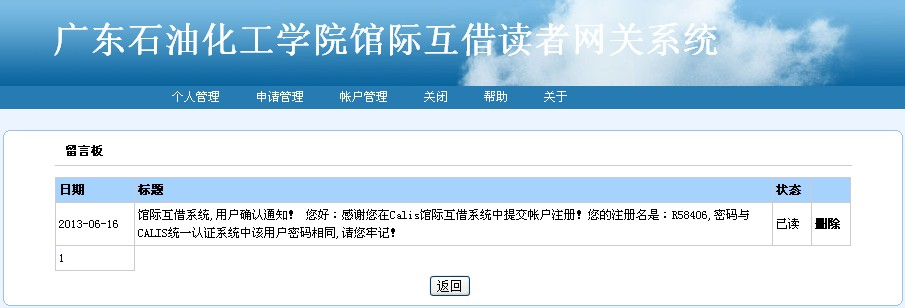 广东石油化工学院馆际互借读者网关系统
个人管理 申请管理 帐户管理 关闭 帮助 关于
留言板
日期 标题 状态
2013-06-16 馆际互借系统,用户确认通知！ 您好：感谢您在Calis馆际互借系统中提交帐户注册！您的注册名是：R58406,密码与
CALIS统一认证系统中该用户密码相同,请您牢记！ 已读 删除
1
返回